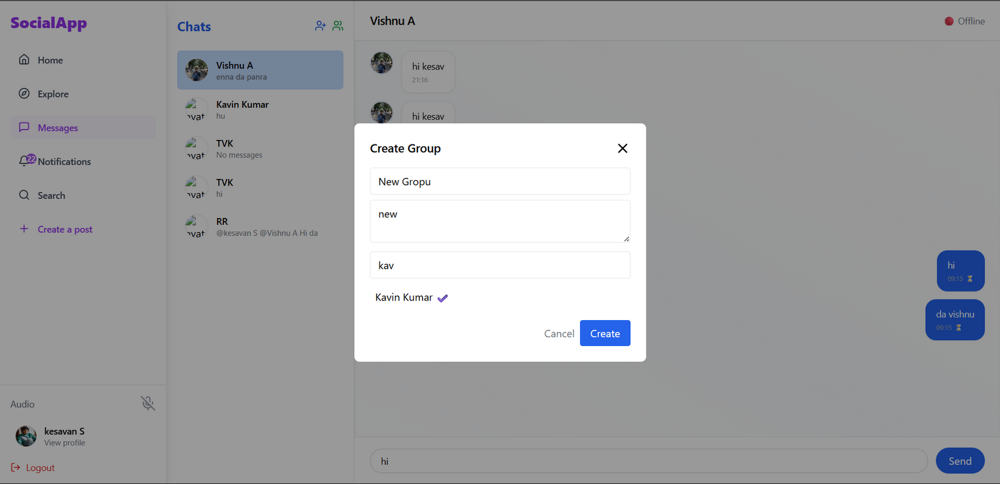 SocialApp
Home
Explore
Messages
22
Notifications
Search
Create a post
Audio
kesavan S
View profile
Logout
Chats
Vishnu A
enna da panra
Kavin Kumar
hu
TVK
No messages
TVK
hi
RR
@kesavan S @Vishnu A Hi da
Vishnu A
Offline
hi kesav
21:16
hi kesav
Create Group
New Gropu
new
kav
Kavin Kumar
Cancel
Create
hi
09:15
da vishnu
09:15
hi
Send